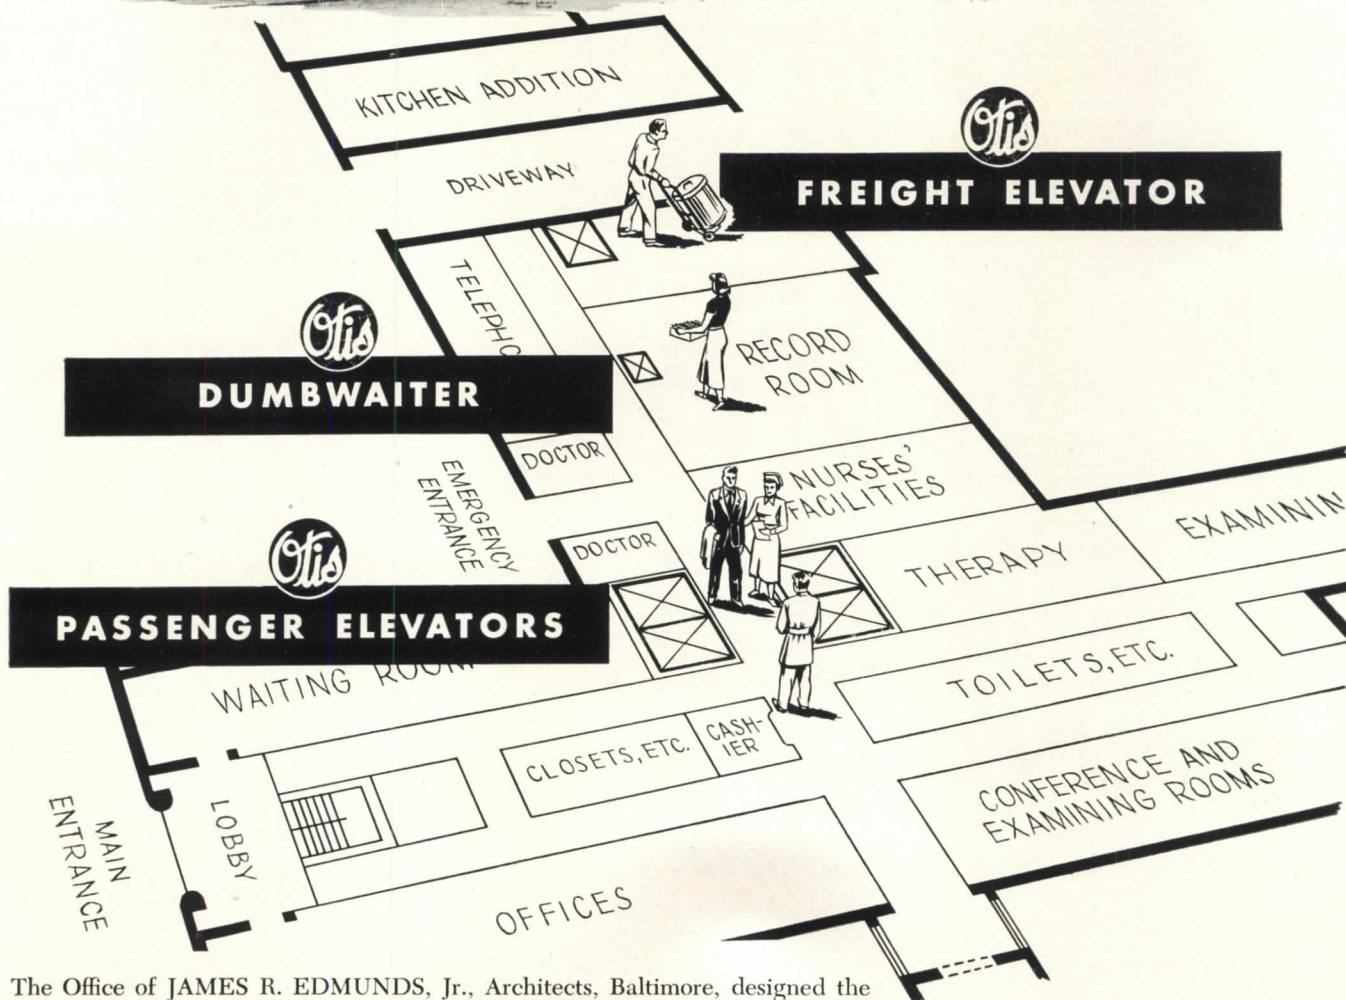 KITCHEN ADDITION
DRIVEWAY
Otis
FREIGHT ELEVATOR
TELEPHO
Otis
DUMBWAITER
RECORD
ROOM
DOCTOR
EMERGENCY
ENTRANCE
NURSES'
FACILITIES
EXAMININ
DOCTOR
THERAPY
Otis
PASSENGER ELEVATORS
WAITING ROOM
TOILETS, ETC.
CLOSETS, ETC.
CASH-
IER
CONFERENCE AND
EXAMINING ROOMS
MAIN
ENTRANCE
LOBBY
OFFICES
The Office of JAMES R. EDMUNDS, Jr., Architects, Baltimore, designed the